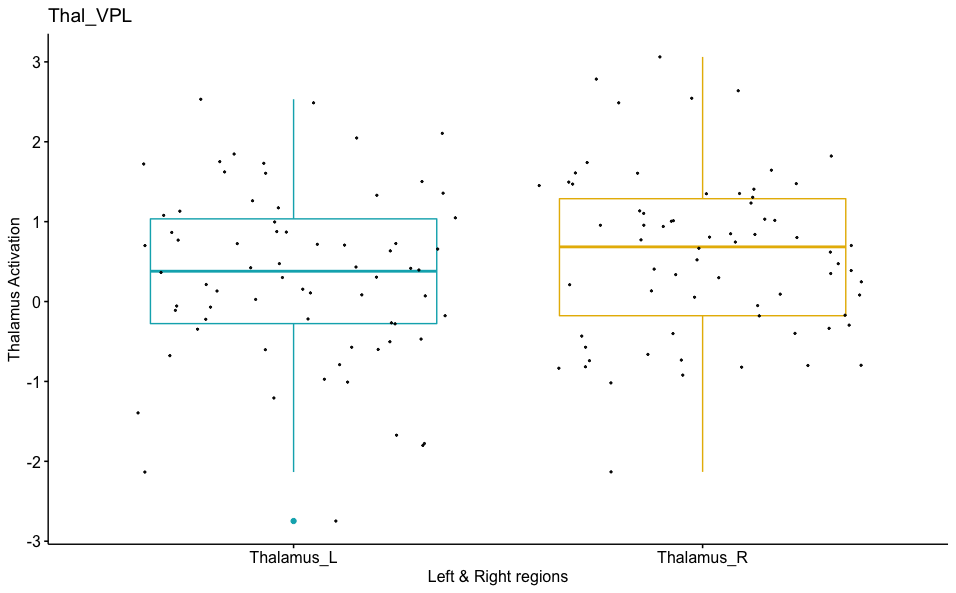 Thal_VPL
Thalamus Activation
3
2
1
0
-1
-2
-3
Thalamus_L
Thalamus_R
Left & Right regions